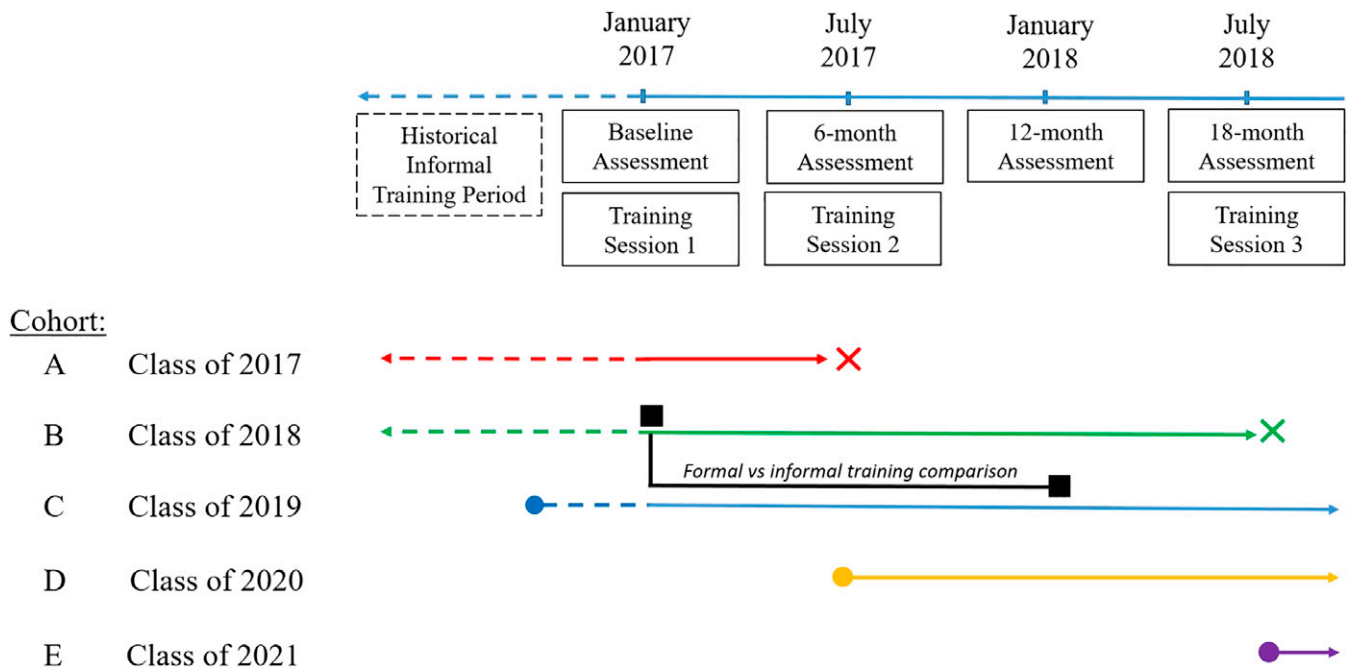 January
2017
July
2017
January
2018
July
2018
Historical
Informal
Training Period
Baseline
Assessment
6-month
Assessment
12-month
Assessment
18-month
Assessment
Training
Session 1
Training
Session 2
Training
Session 3
Cohort:
A Class of 2017
B Class of 2018
Formal vs informal training comparison
C Class of 2019
D Class of 2020
E Class of 2021